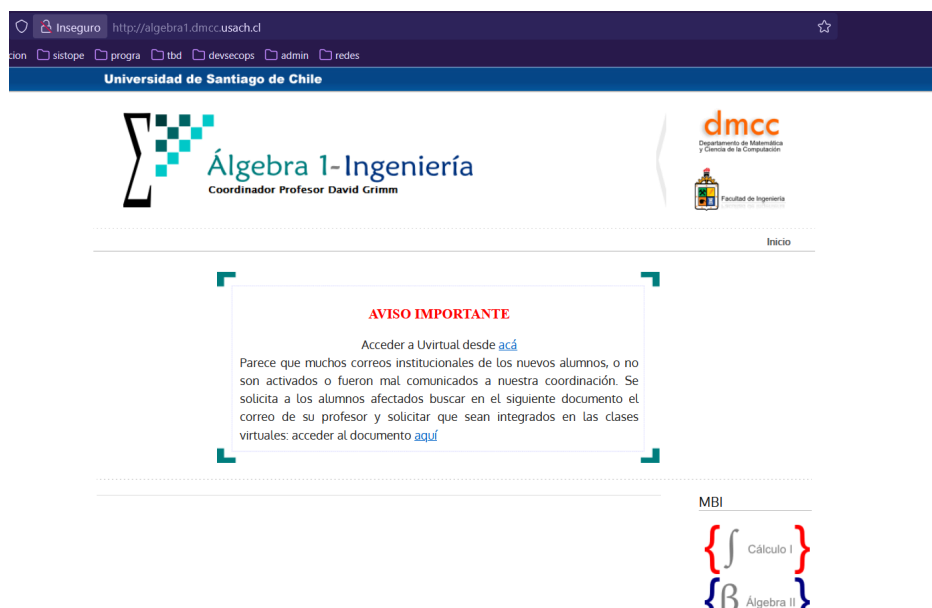 Inseguro http://algebra1.dmcc.usach.cl
cion sistope progra tbd devsecops admin redes
Universidad de Santiago de Chile
dmcc
Departamento de Matemática
y Ciencia de la Computación
Álgebra 1-Ingeniería
Coordinador Profesor David Grimm
Facultad de Ingeniería
Inicio
AVISO IMPORTANTE
Acceder a Uvirtual desde acá
Parece que muchos correos institucionales de los nuevos alumnos, o no
son activados o fueron mal comunicados a nuestra coordinación. Se
solicita a los alumnos afectados buscar en el siguiente documento el
correo de su profesor y solicitar que sean integrados en las clases
virtuales: acceder al documento aquí
MBI
{ ∫ Cálculo I }
{ β Álgebra II }